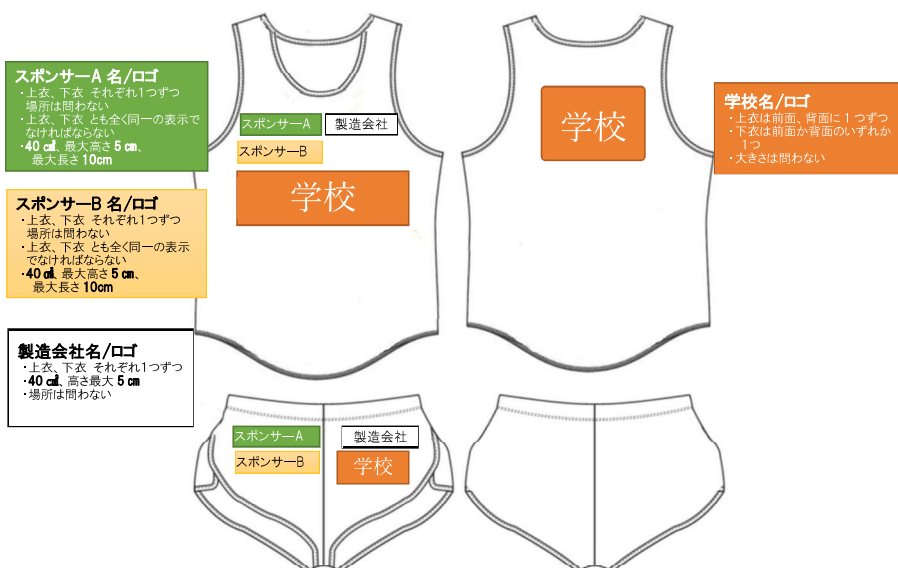 スポンサーA 名/ロゴ
・上衣、下衣 それぞれ1つずつ
場所は問わない
・上衣、下衣 とも全く同一の表示で
なければならない
・40 ㎠、最大高さ 5 ㎝、
最大長さ 10cm
スポンサーB 名/ロゴ
・上衣、下衣 それぞれ1つずつ
場所は問わない
・上衣、下衣 とも全く同一の表示
でなければならない
・40 ㎠、最大高さ 5 ㎝、
最大長さ 10cm
製造会社名/ロゴ
・上衣、下衣 それぞれ1つずつ
・40 ㎠、高さ最大 5 ㎝
・場所は問わない
スポンサーA
製造会社
スポンサーB
学校
学校
学校名/ロゴ
・上衣は前面、背面に 1 つずつ
・下衣は前面か背面のいずれか
1つ
・大きさは問わない
スポンサーA
製造会社
スポンサーB
学校